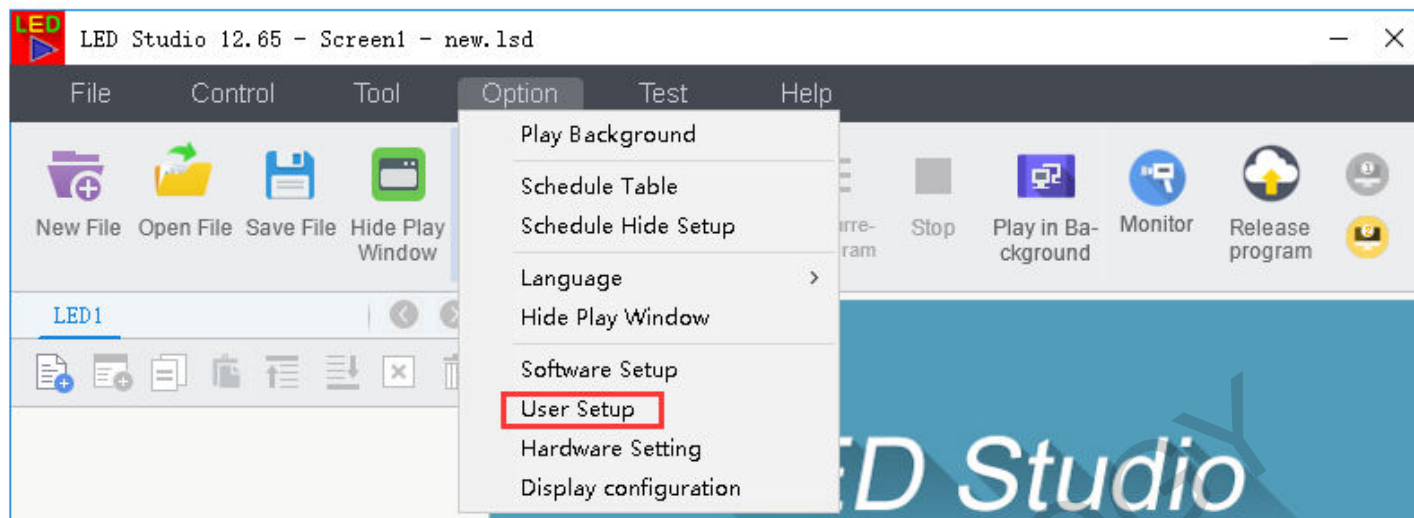 LED
LED Studio 12.65 - Screen1 - new.lsd
File Control Tool Option Test Help
Play Background
Schedule Table
Schedule Hide Setup
Language
Hide Play Window
Software Setup
User Setup
Hardware Setting
Display configuration
New File Open File Save File Hide Play Window
Stop Play in Ba-
ckground Monitor Release
program
LED1
D Studio